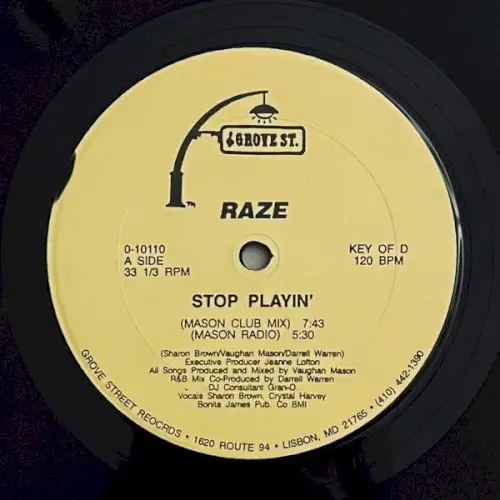 GROVE ST.
RAZE
0-10110
A SIDE
33 1/3 RPM
KEY OF D
120 BPM
STOP PLAYIN'
(MASON CLUB MIX) 7:43
(MASON RADIO) 5:30
(Sharon Brown/Vaughan Mason/Darrell Warren)
Executive Producer Jeanne Lofton
All Songs Produced and Mixed by Vaughan Mason
R&B Mix Co-Produced by Darrell Warren
DJ Consultant Gran-O.
Vocals Sharon Brown, Crystal Harvey
Bonita James Pub. Co BMI
GROVE STREET REOCRDS • 1620 ROUTE 94 • LISBON, MD 21765 • (410) 442-1390